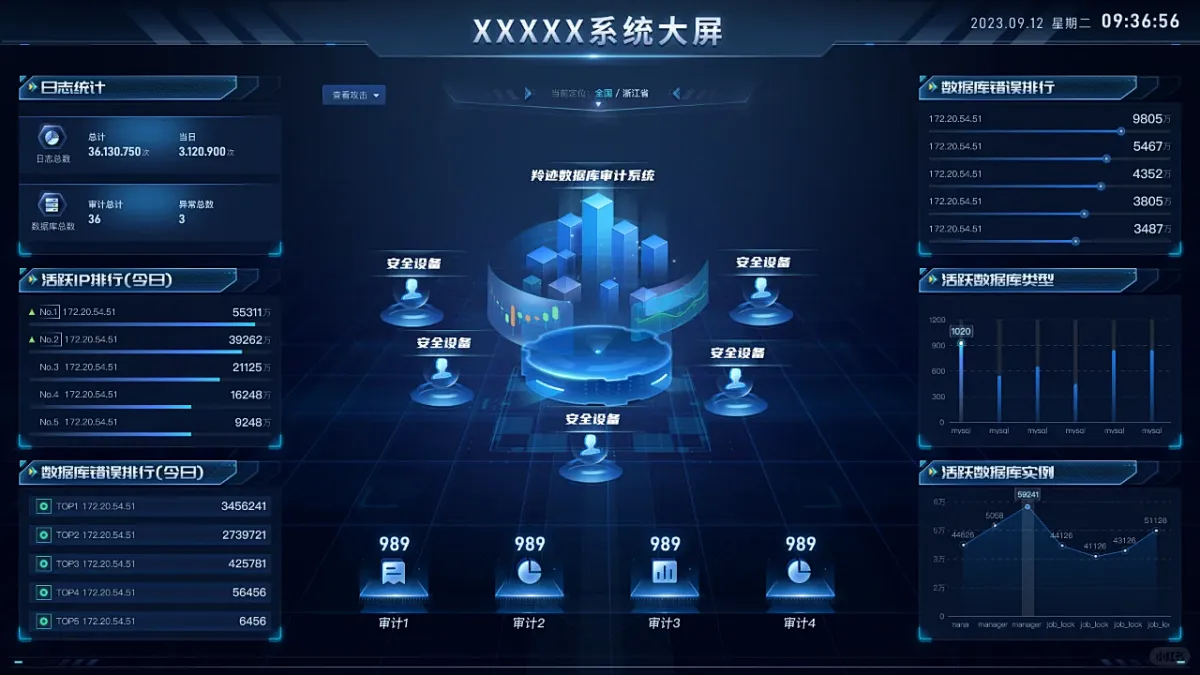 XXXXX系统大屏
2023.09.12 星期二 09:36:56
日志统计
日志总数
总计
36.130.750次
当日
3.120.900次
数据库总数
审计总计
36
异常总数
3
活跃IP排行(今日)
No.1 172.20.54.51 55311万
No.2 172.20.54.51 39262万
No.3 172.20.54.51 21125万
No.4 172.20.54.51 16248万
No.5 172.20.54.51 9248万
数据库错误排行(今日)
TOP1 172.20.54.51 3456241
TOP2 172.20.54.51 2739721
TOP3 172.20.54.51 425781
TOP4 172.20.54.51 56456
TOP5 172.20.54.51 6456
查看攻击
当前定位: 全国 / 浙江省
羚迹数据库审计系统
安全设备
安全设备
安全设备
安全设备
安全设备
989
989
989
989
审计1
审计2
审计3
审计4
数据库错误排行
172.20.54.51 9805万
172.20.54.51 5467万
172.20.54.51 4352万
172.20.54.51 3805万
172.20.54.51 3487万
活跃数据库类型
1200
1020
900
600
300
0
mysql mysql mysql mysql mysql mysql
活跃数据库实例
59241
6万
5万
3万
2万
0
44626 5068 44126 41126 43126 51126
nana manager manager job_lock job_lock job_lock job_loc
小红书